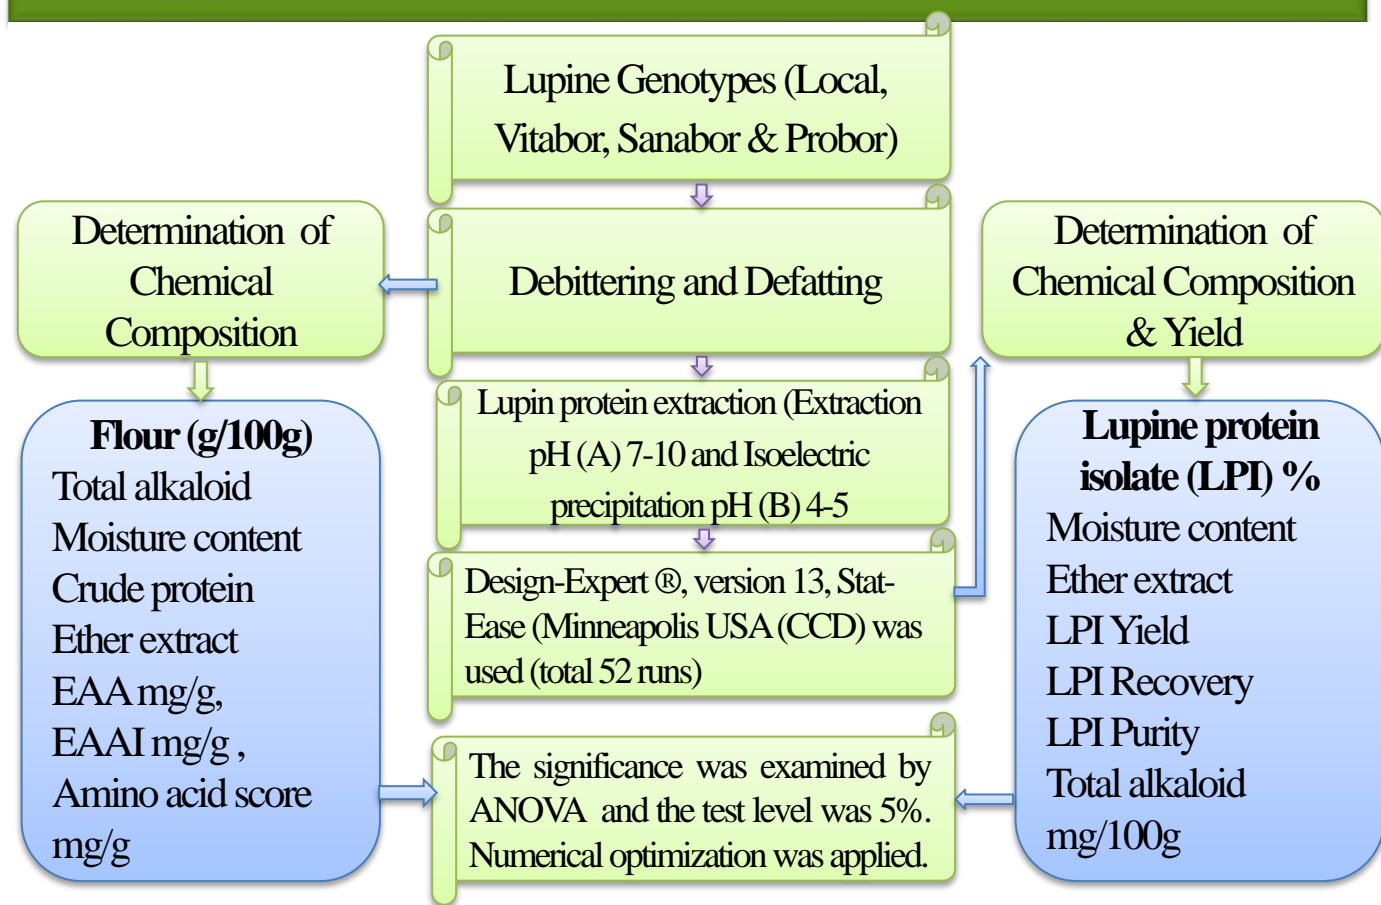 Lupine Genotypes (Local,
Vitabor, Sanabor & Probor)
Determination of
Chemical
Composition
Debittering and Defatting
Determination of
Chemical Composition
& Yield
Lupin protein extraction (Extraction
pH (A) 7-10 and Isoelectric
precipitation pH (B) 4-5
Flour (g/100g)
Total alkaloid
Moisture content
Crude protein
Ether extract
EAA mg/g,
EAAI mg/g ,
Amino acid score
mg/g
Design-Expert ®, version 13, Stat-
Ease (Minneapolis USA (CCD) was
used (total 52 runs)
Lupine protein
isolate (LPI) %
Moisture content
Ether extract
LPI Yield
LPI Recovery
LPI Purity
Total alkaloid
mg/100g
The significance was examined by
ANOVA and the test level was 5%.
Numerical optimization was applied.